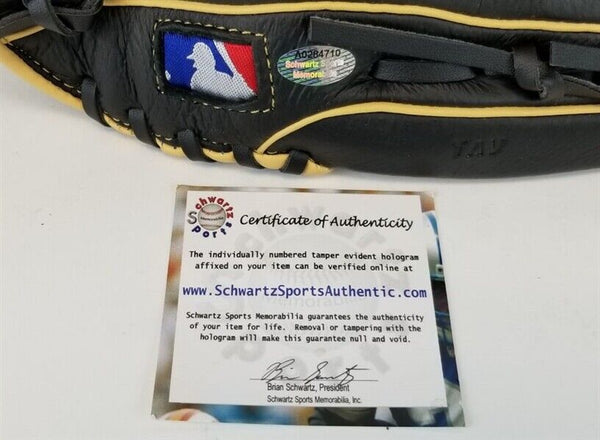 A0284710
Schwartz Sports
Memorabilia
Schwartz
Sports
Memorabilia
Certificate of Authenticity
The individually numbered tamper evident hologram
affixed on your item can be verified online at
www.SchwartzSportsAuthentic.com
Schwartz Sports Memorabilia guarantees the authenticity
of your item for life. Removal or tampering with the
hologram will make this guarantee null and void.
Brian Schwartz, President
Schwartz Sports Memorabilia, Inc.